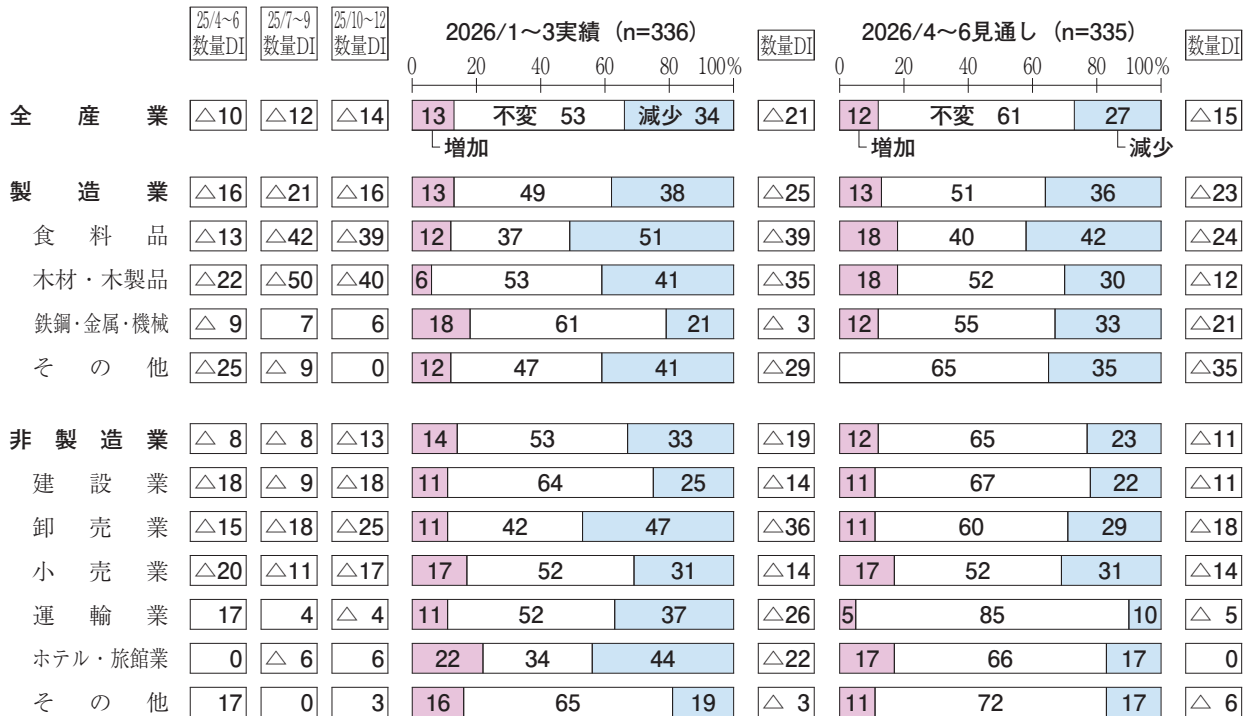 25/4~6 数量DI 25/7~9 数量DI 25/10~12 数量DI 2026/1~3実績 (n=336) 数量DI 2026/4~6見通し (n=335) 数量DI
0 20 40 60 80 100% 0 20 40 60 80 100%
全産業 △10 △12 △14 13 不変 53 減少 34 △21 12 不変 61 27 △15
増加 増加 減少
製造業 △16 △21 △16 13 49 38 △25 13 51 36 △23
食料品 △13 △42 △39 12 37 51 △39 18 40 42 △24
木材・木製品 △22 △50 △40 6 53 41 △35 18 52 30 △12
鉄鋼・金属・機械 △ 9 7 6 18 61 21 △ 3 12 55 33 △21
その他 △25 △ 9 0 12 47 41 △29 65 35 △35
非製造業 △ 8 △ 8 △13 14 53 33 △19 12 65 23 △11
建設業 △18 △ 9 △18 11 64 25 △14 11 67 22 △11
卸売業 △15 △18 △25 11 42 47 △36 11 60 29 △18
小売業 △20 △11 △17 17 52 31 △14 17 52 31 △14
運輸業 17 4 △ 4 11 52 37 △26 5 85 10 △ 5
ホテル・旅館業 0 △ 6 6 22 34 44 △22 17 66 17 0
その他 17 0 3 16 65 19 △ 3 11 72 17 △ 6